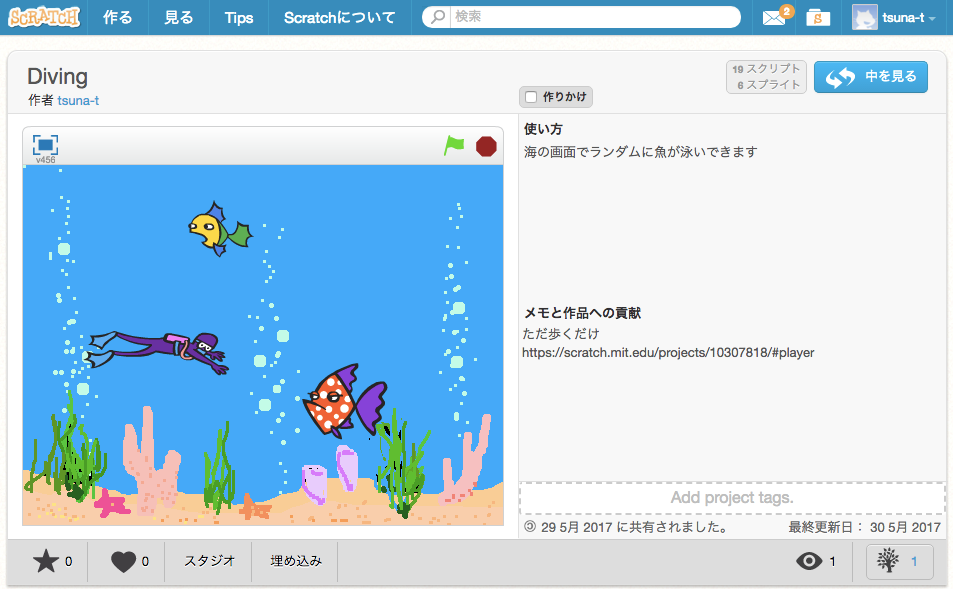 SCRATCH 作る 見る Tips Scratchについて 検索 2 S tsuna-t
Diving
作者 tsuna-t
作りかけ
19 スクリプト
6 スプライト
中を見る
v456
使い方
海の画面でランダムに魚が泳いできます
メモと作品への貢献
ただ歩くだけ
https://scratch.mit.edu/projects/10307818/#player
Add project tags.
29 5月 2017 に共有されました。 最終更新日： 30 5月 2017
0 0 スタジオ 埋め込み 1 1